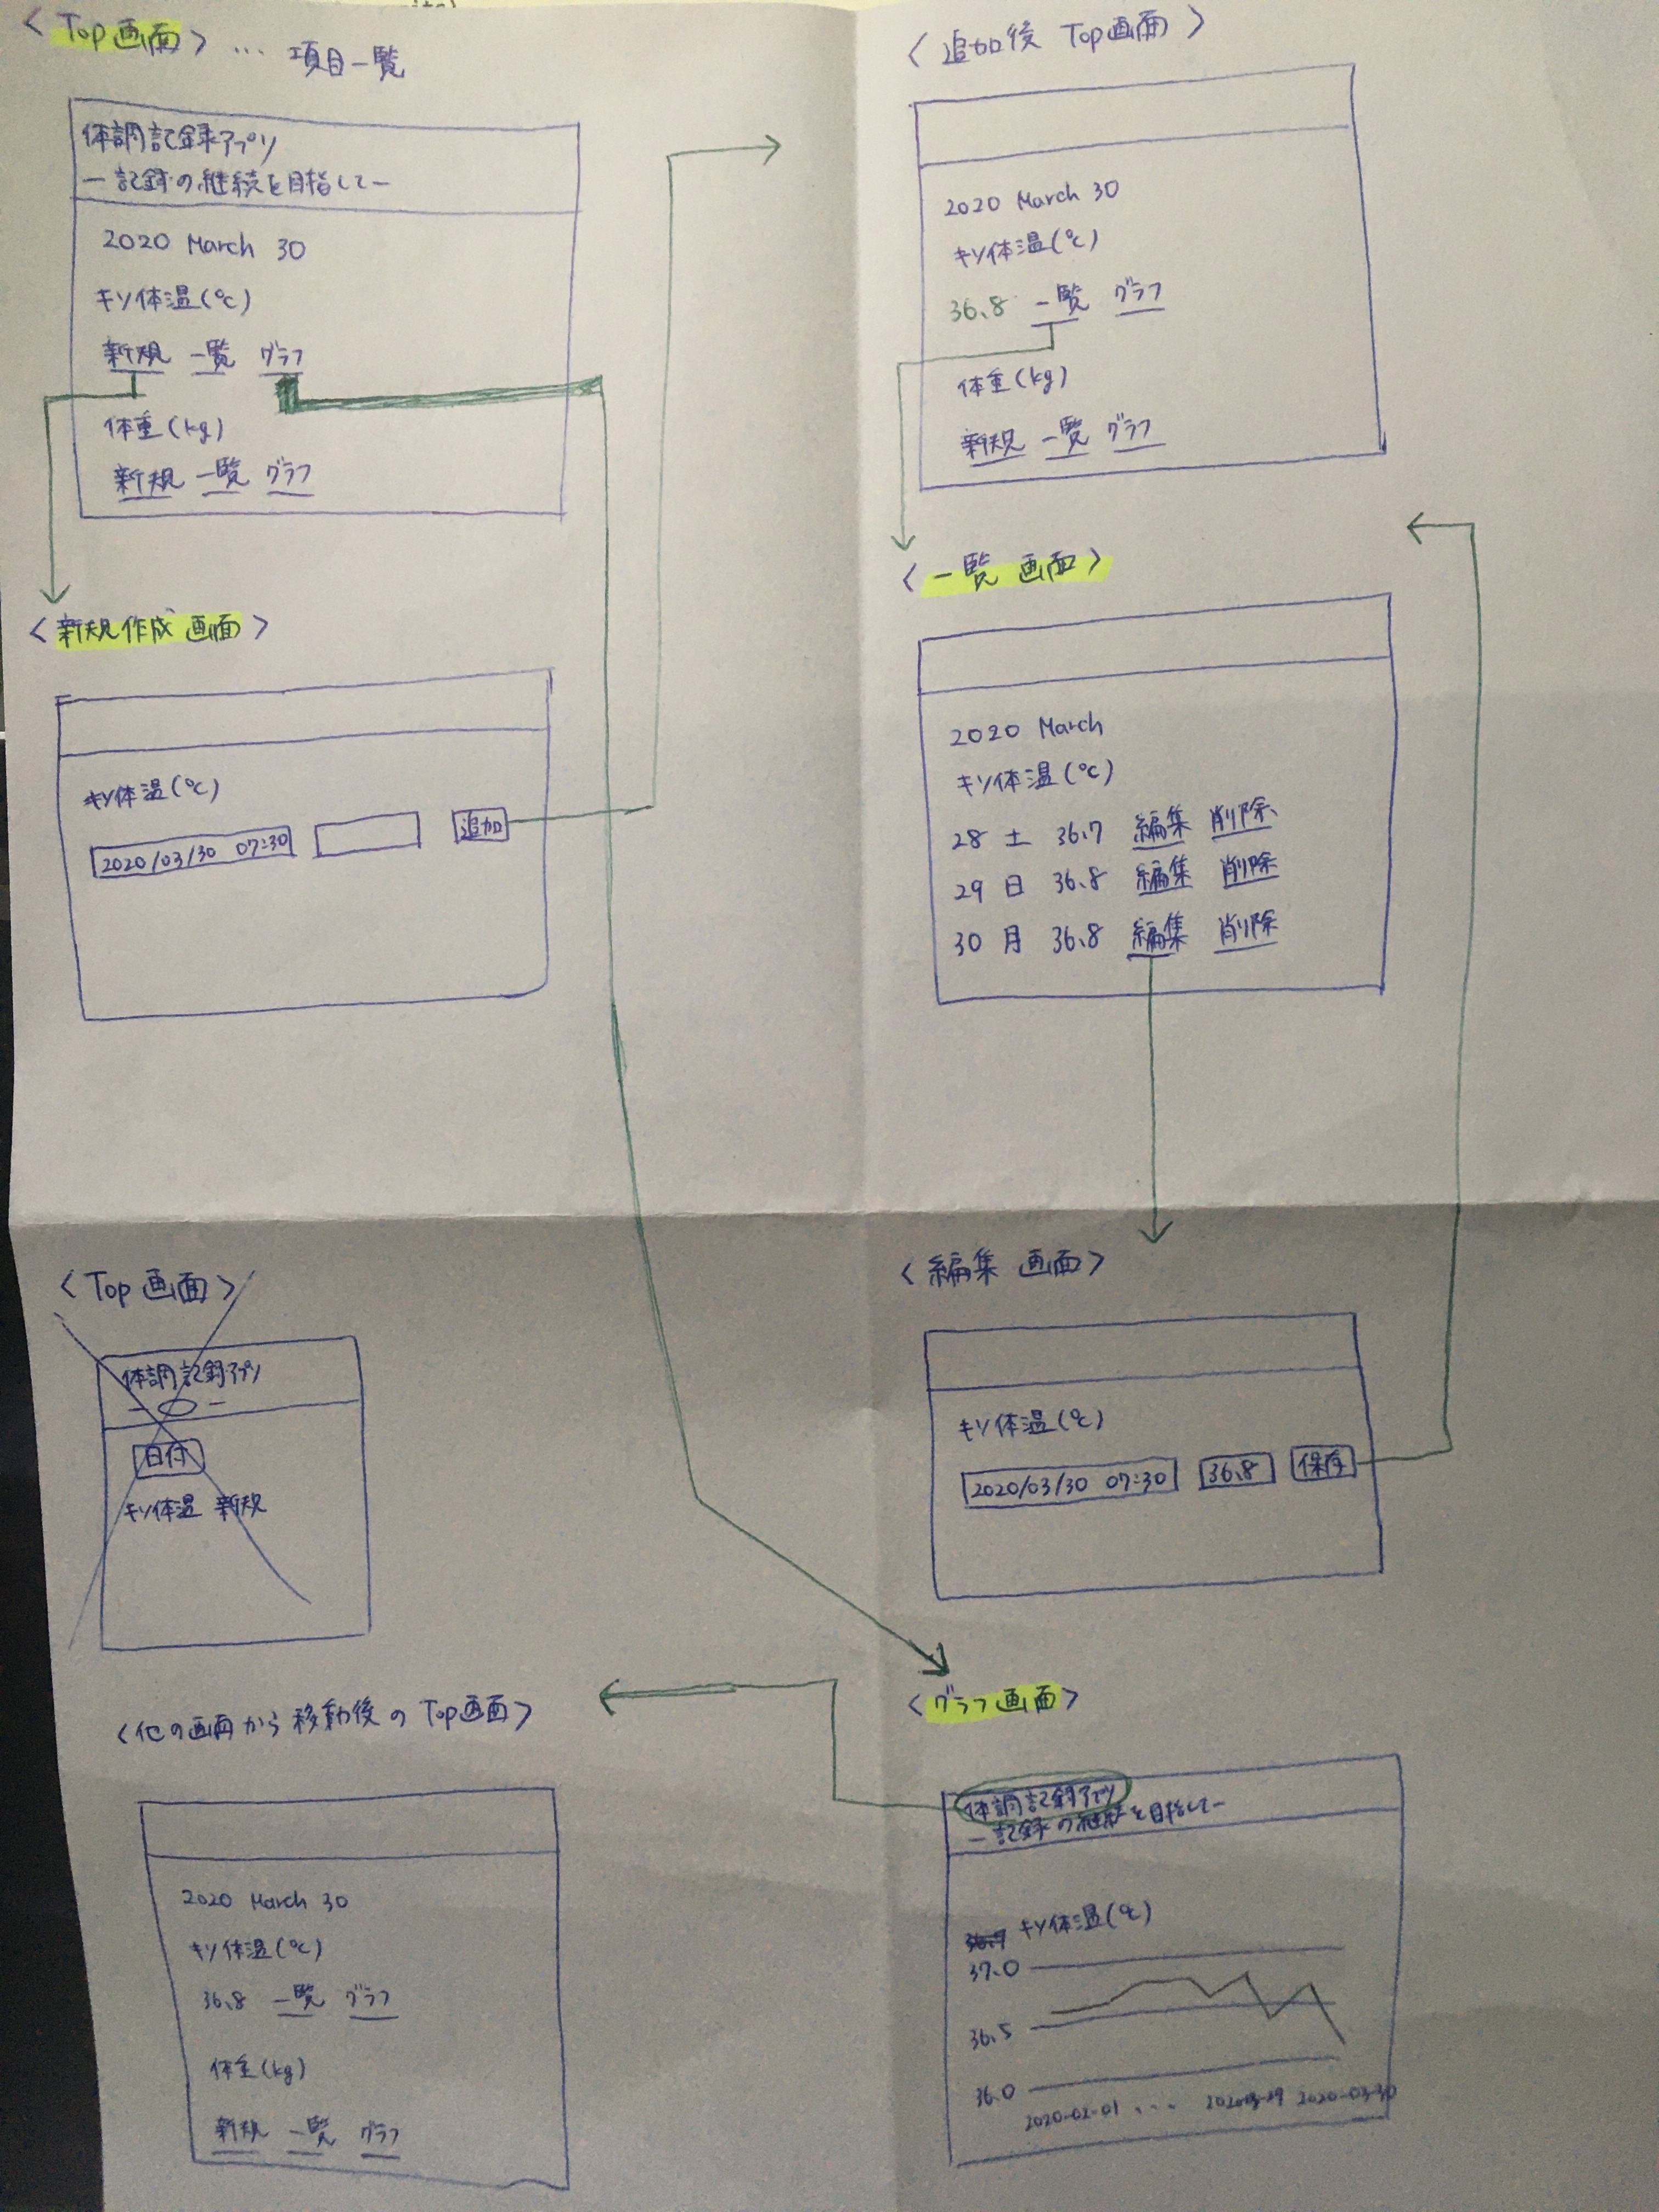 ＜Top画面＞ … 項目一覧
体調記録アプリ
ー記録の継続を目指してー
2020 March 30
キソ体温(℃)
新規 一覧 グラフ
体重(kg)
新規 一覧 グラフ
＜新規作成 画面＞
キソ体温(℃)
2020/03/30 07:30 追加
＜追加後 Top画面＞
2020 March 30
キソ体温(℃)
36.8 一覧 グラフ
体重(kg)
新規 一覧 グラフ
＜一覧 画面＞
2020 March
キソ体温(℃)
28 土 36.7 編集 削除
29 日 36.8 編集 削除
30 月 36.8 編集 削除
＜Top 画面＞
体調記録アプリ
日付
キソ体温 新規
＜他の画面から移動後の Top画面＞
2020 March 30
キソ体温(℃)
36.8 一覧 グラフ
体重(kg)
新規 一覧 グラフ
＜編集 画面＞
キソ体温(℃)
2020/03/30 07:30 36.8 保存
＜グラフ画面＞
体調記録アプリ
ー記録の継続を目指してー
キソ体温(℃)
37.0
36.5
36.0
2020-02-01 ... 2020-03-30